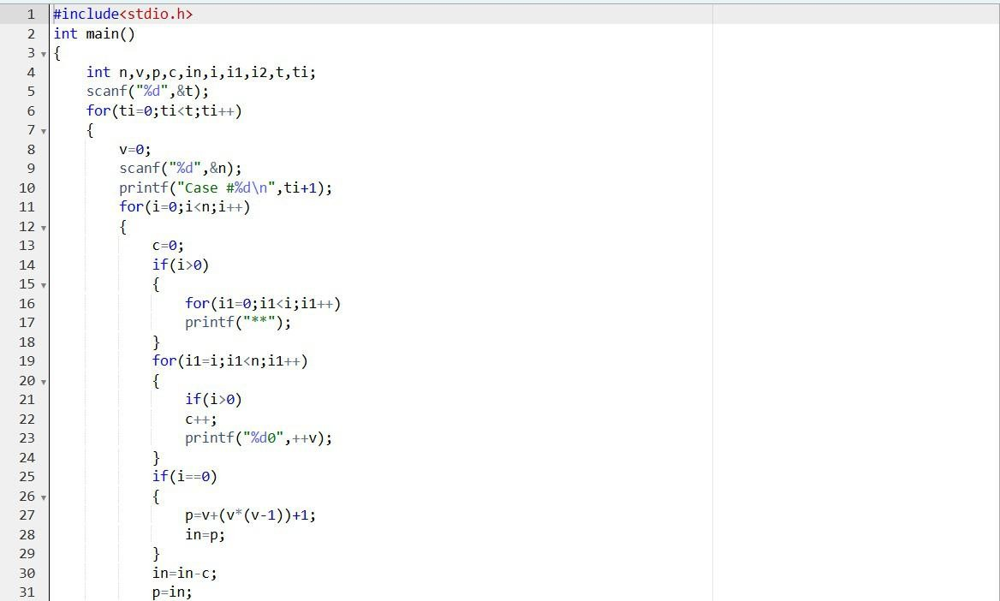 1 #include<stdio.h>
2 int main()
3 {
4 int n,v,p,c,in,i,i1,i2,t,ti;
5 scanf("%d",&t);
6 for(ti=0;ti<t;ti++)
7 {
8 v=0;
9 scanf("%d",&n);
10 printf("Case #%d\n",ti+1);
11 for(i=0;i<n;i++)
12 {
13 c=0;
14 if(i>0)
15 {
16 for(i1=0;i1<i;i1++)
17 printf("**");
18 }
19 for(i1=i;i1<n;i1++)
20 {
21 if(i>0)
22 c++;
23 printf("%d0",++v);
24 }
25 if(i==0)
26 {
27 p=v+(v*(v-1))+1;
28 in=p;
29 }
30 in=in-c;
31 p=in;